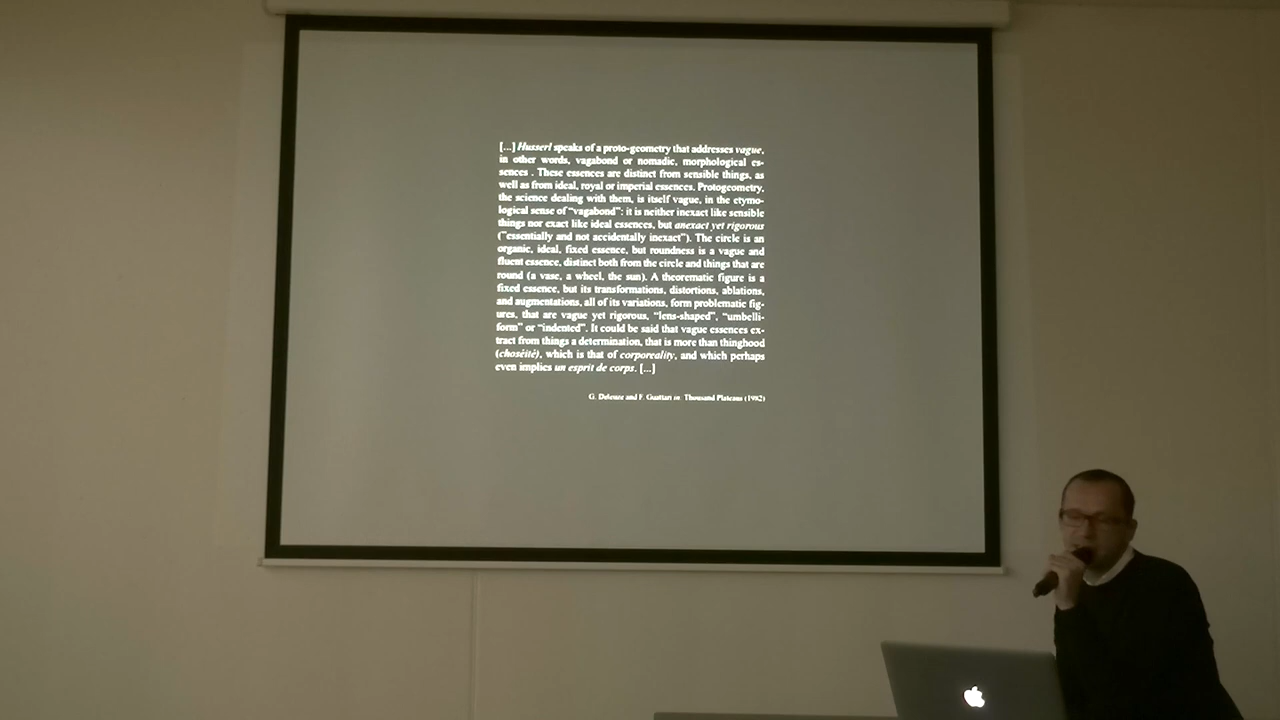 [...] Husserl speaks of a proto-geometry that addresses vague,
in other words, vagabond or nomadic, morphological es-
sences . These essences are distinct from sensible things, as
well as from ideal, royal or imperial essences. Protogeometry,
the science dealing with them, is itself vague, in the etymo-
logical sense of "vagabond": it is neither inexact like sensible
things nor exact like ideal essences, but anexact yet rigorous
("essentially and not accidentally inexact"). The circle is an
organic, ideal, fixed essence, but roundness is a vague and
fluent essence, distinct both from the circle and things that are
round (a vase, a wheel, the sun). A theorematic figure is a
fixed essence, but its transformations, distortions, ablations,
and augmentations, all of its variations, form problematic fig-
ures, that are vague yet rigorous, "lens-shaped", "umbelli-
form" or "indented". It could be said that vague essences ex-
tract from things a determination, that is more than thinghood
(choséité), which is that of corporeality, and which perhaps
even implies un esprit de corps. [...]
G. Deleuze and F. Guattari in Thousand Plateaus (1982)